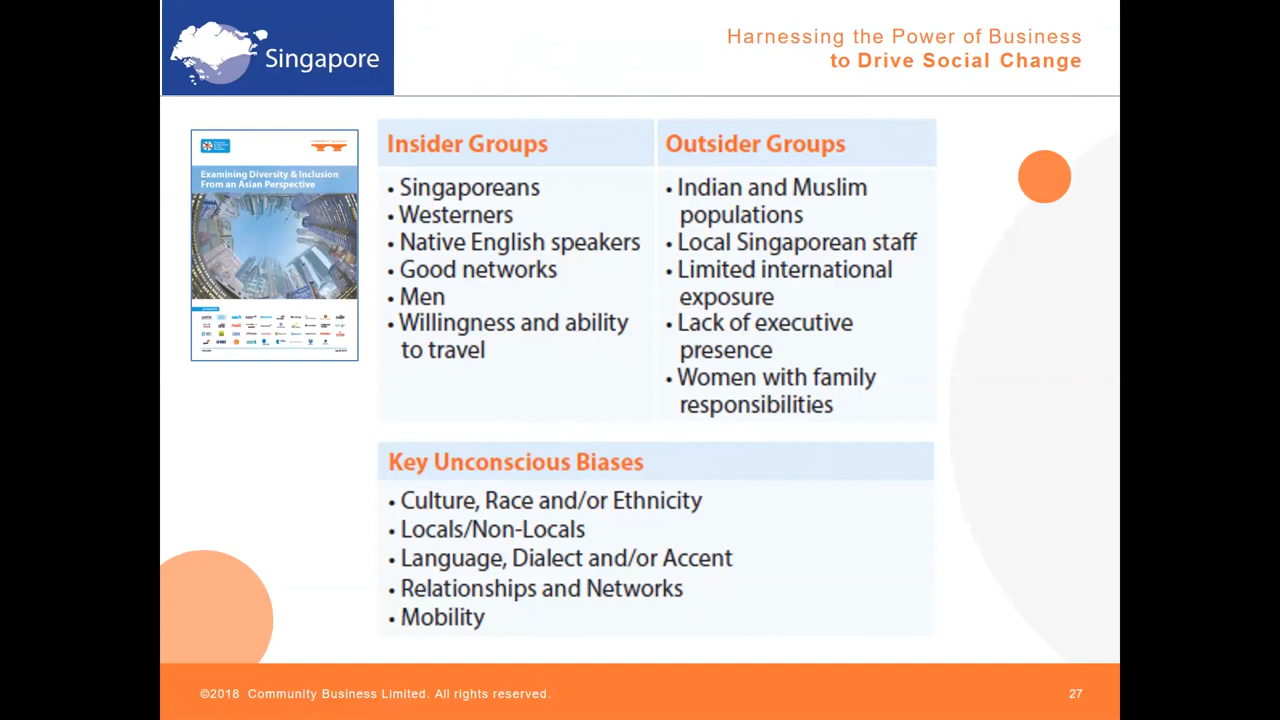 Singapore
Harnessing the Power of Business
to Drive Social Change
Examining Diversity & Inclusion
From an Asian Perspective
Insider Groups
• Singaporeans
• Westerners
• Native English speakers
• Good networks
• Men
• Willingness and ability
to travel
Outsider Groups
• Indian and Muslim
populations
• Local Singaporean staff
• Limited international
exposure
• Lack of executive
presence
• Women with family
responsibilities
Key Unconscious Biases
• Culture, Race and/or Ethnicity
• Locals/Non-Locals
• Language, Dialect and/or Accent
• Relationships and Networks
• Mobility
©2018 Community Business Limited. All rights reserved.
27